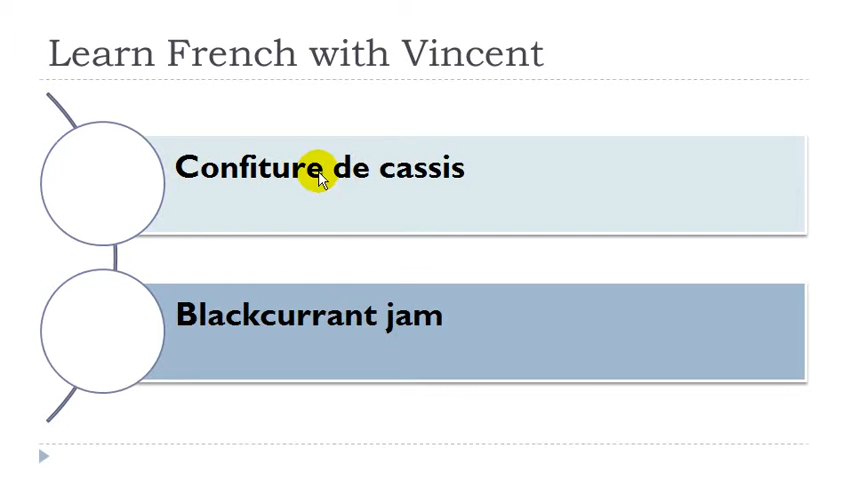 Learn French with Vincent
Confiture de cassis
Blackcurrant jam